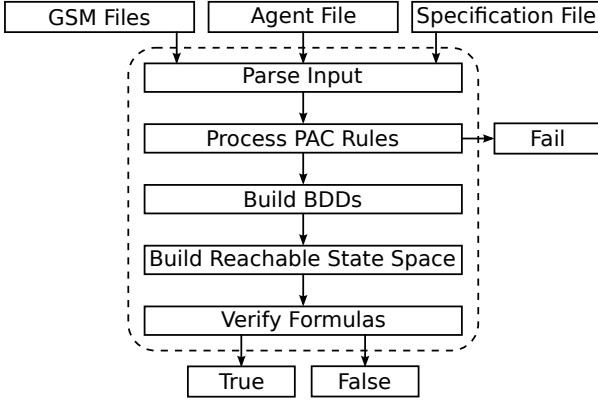 GSM Files
Agent File
Specification File
Parse Input
Process PAC Rules
Fail
Build BDDs
Build Reachable State Space
Verify Formulas
True
False